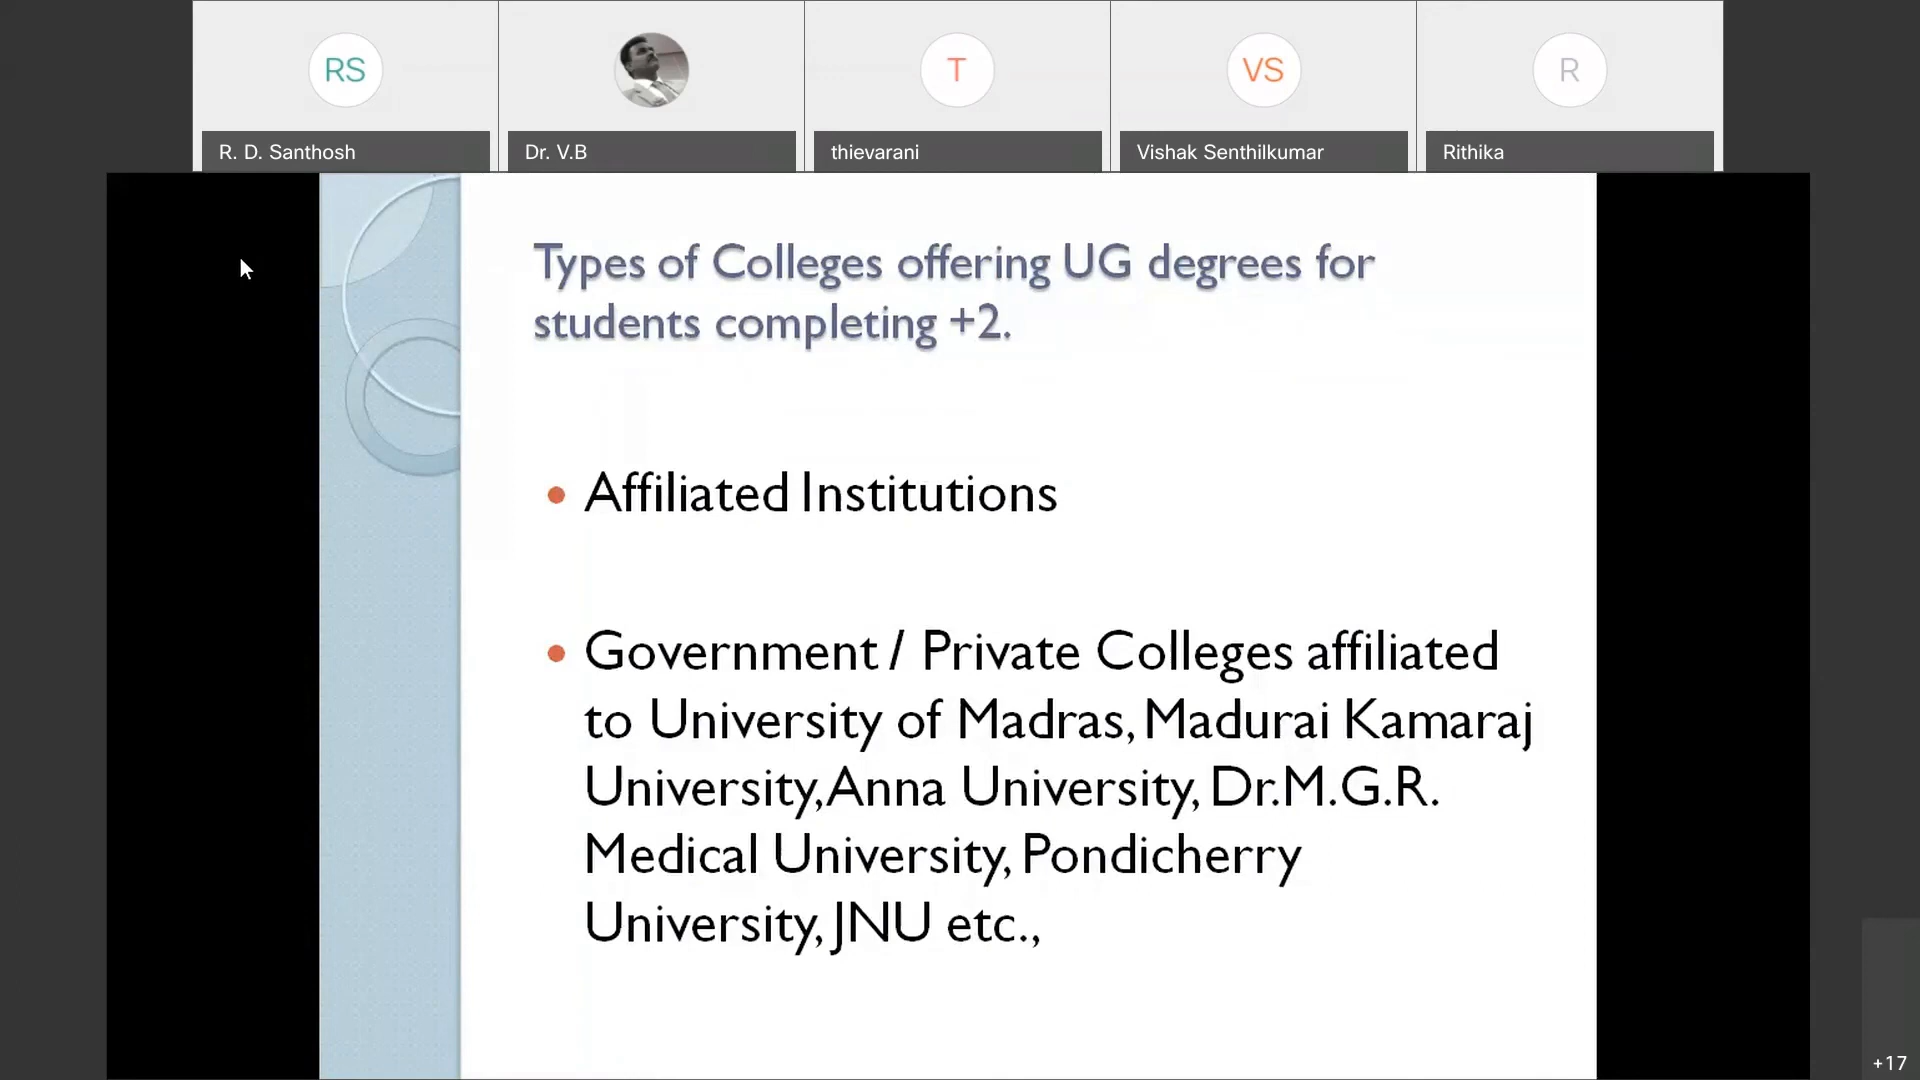 RS
T
VS
R
R. D. Santhosh
Dr. V.B
thievarani
Vishak Senthilkumar
Rithika
Types of Colleges offering UG degrees for
students completing +2.
• Affiliated Institutions
• Government / Private Colleges affiliated
to University of Madras, Madurai Kamaraj
University, Anna University, Dr.M.G.R.
Medical University, Pondicherry
University, JNU etc.,
+17